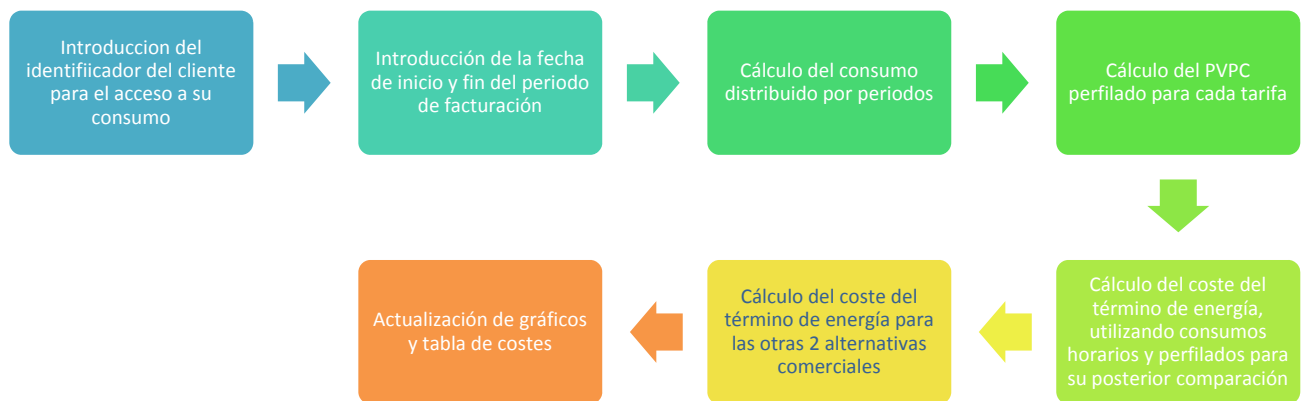 Introduccion del
identifiicador del cliente
para el acceso a su
consumo
Introducción de la fecha
de inicio y fin del periodo
de facturación
Cálculo del consumo
distribuido por periodos
Cálculo del PVPC
perfilado para cada tarifa
Cálculo del coste del
término de energía,
utilizando consumos
horarios y perfilados para
su posterior comparación
Cálculo del coste del
término de energía para
las otras 2 alternativas
comerciales
Actualización de gráficos
y tabla de costes